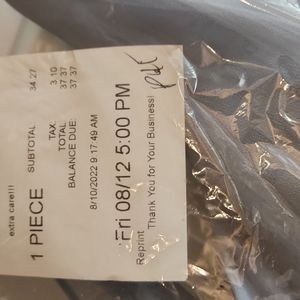 extra care!!!
1 PIECE
SUBTOTAL 34.27
TAX 3.10
TOTAL 37.37
BALANCE DUE: 37.37
8/10/2022 9:17:49 AM
Fri 08/12 5:00 PM
Reprint
Thank You for Your Business!